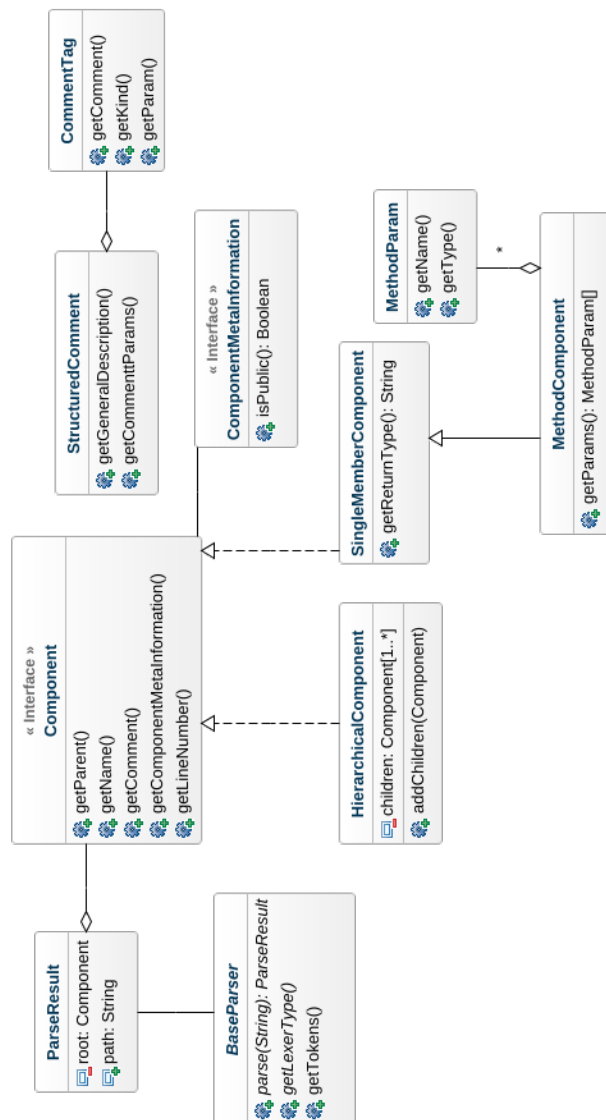 ParseResult
root: Component
path: String
BaseParser
parse(String): ParseResult
getLexerType()
getTokens()
« Interface »
Component
getParent()
getName()
getComment()
getComponentMetaInformation()
getLineNumber()
HierarchicalComponent
children: Component[1..*]
addChildren(Component)
StructuredComment
getGeneralDescription()
getCommenttParams()
CommentTag
getComment()
getKind()
getParam()
« Interface »
ComponentMetaInformation
isPublic(): Boolean
SingleMemberComponent
getReturnType(): String
MethodParam
getName()
getType()
*
MethodComponent
getParams(): MethodParam[]